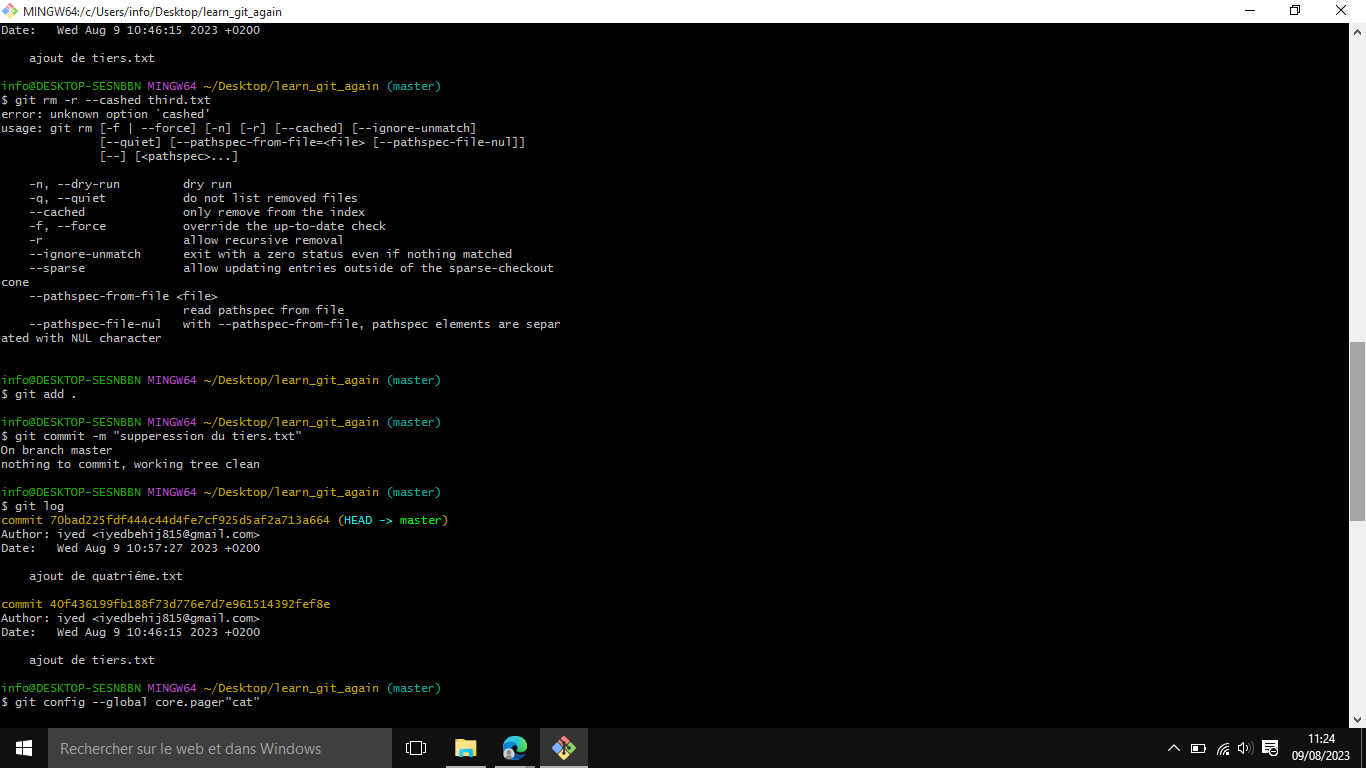 MINGW64:/c/Users/info/Desktop/learn_git_again
Date:   Wed Aug 9 10:46:15 2023 +0200
    ajout de tiers.txt
info@DESKTOP-SESNBBN MINGW64 ~/Desktop/learn_git_again (master)
$ git rm -r --cashed third.txt
error: unknown option `cashed'
usage: git rm [-f | --force] [-n] [-r] [--cached] [--ignore-unmatch]
              [--quiet] [--pathspec-from-file=<file> [--pathspec-file-nul]]
              [--] [<pathspec>...]
    -n, --dry-run         dry run
    -q, --quiet           do not list removed files
    --cached              only remove from the index
    -f, --force           override the up-to-date check
    -r                    allow recursive removal
    --ignore-unmatch      exit with a zero status even if nothing matched
    --sparse              allow updating entries outside of the sparse-checkout
cone
    --pathspec-from-file <file>
                          read pathspec from file
    --pathspec-file-nul   with --pathspec-from-file, pathspec elements are separ
ated with NUL character
info@DESKTOP-SESNBBN MINGW64 ~/Desktop/learn_git_again (master)
$ git add .
info@DESKTOP-SESNBBN MINGW64 ~/Desktop/learn_git_again (master)
$ git commit -m "supperession du tiers.txt"
On branch master
nothing to commit, working tree clean
info@DESKTOP-SESNBBN MINGW64 ~/Desktop/learn_git_again (master)
$ git log
commit 70bad225fdf444c44d4fe7cf925d5af2a713a664 (HEAD -> master)
Author: iyed <iyedbehij815@gmail.com>
Date:   Wed Aug 9 10:57:27 2023 +0200
    ajout de quatriéme.txt
commit 40f436199fb188f73d776e7d7e961514392fef8e
Author: iyed <iyedbehij815@gmail.com>
Date:   Wed Aug 9 10:46:15 2023 +0200
    ajout de tiers.txt
info@DESKTOP-SESNBBN MINGW64 ~/Desktop/learn_git_again (master)
$ git config --global core.pager"cat"
Rechercher sur le web et dans Windows
11:24
09/08/2023